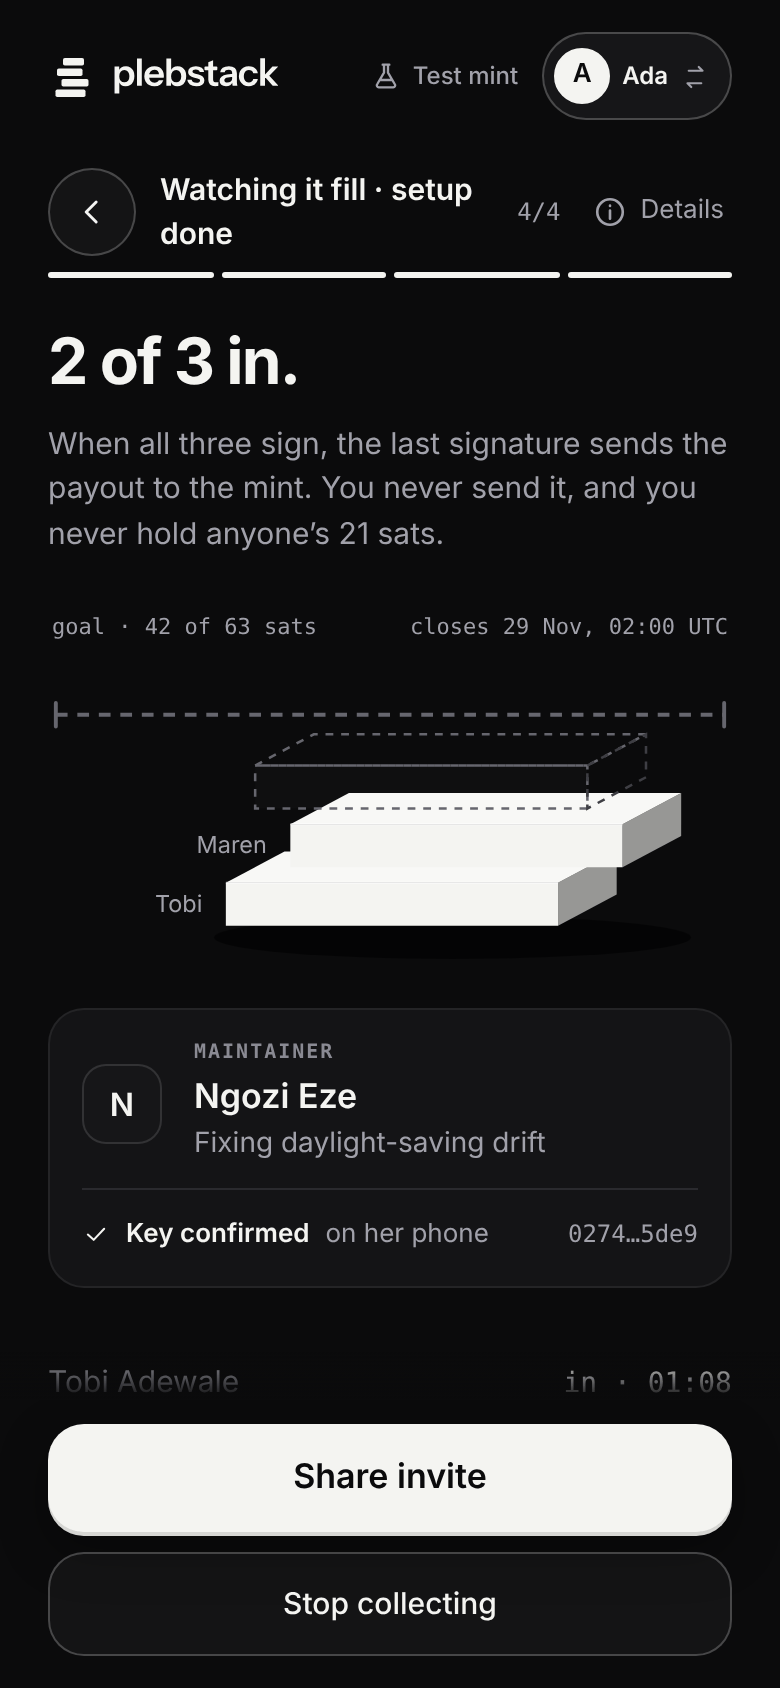 plebstack
Test mint
A
Ada
Watching it fill · setup
done
4/4
Details
2 of 3 in.
When all three sign, the last signature sends the
payout to the mint. You never send it, and you
never hold anyone’s 21 sats.
goal · 42 of 63 sats
closes 29 Nov, 02:00 UTC
Maren
Tobi
MAINTAINER
N
Ngozi Eze
Fixing daylight-saving drift
Key confirmed on her phone
0274…5de9
Tobi Adewale
in · 01:08
Share invite
Stop collecting